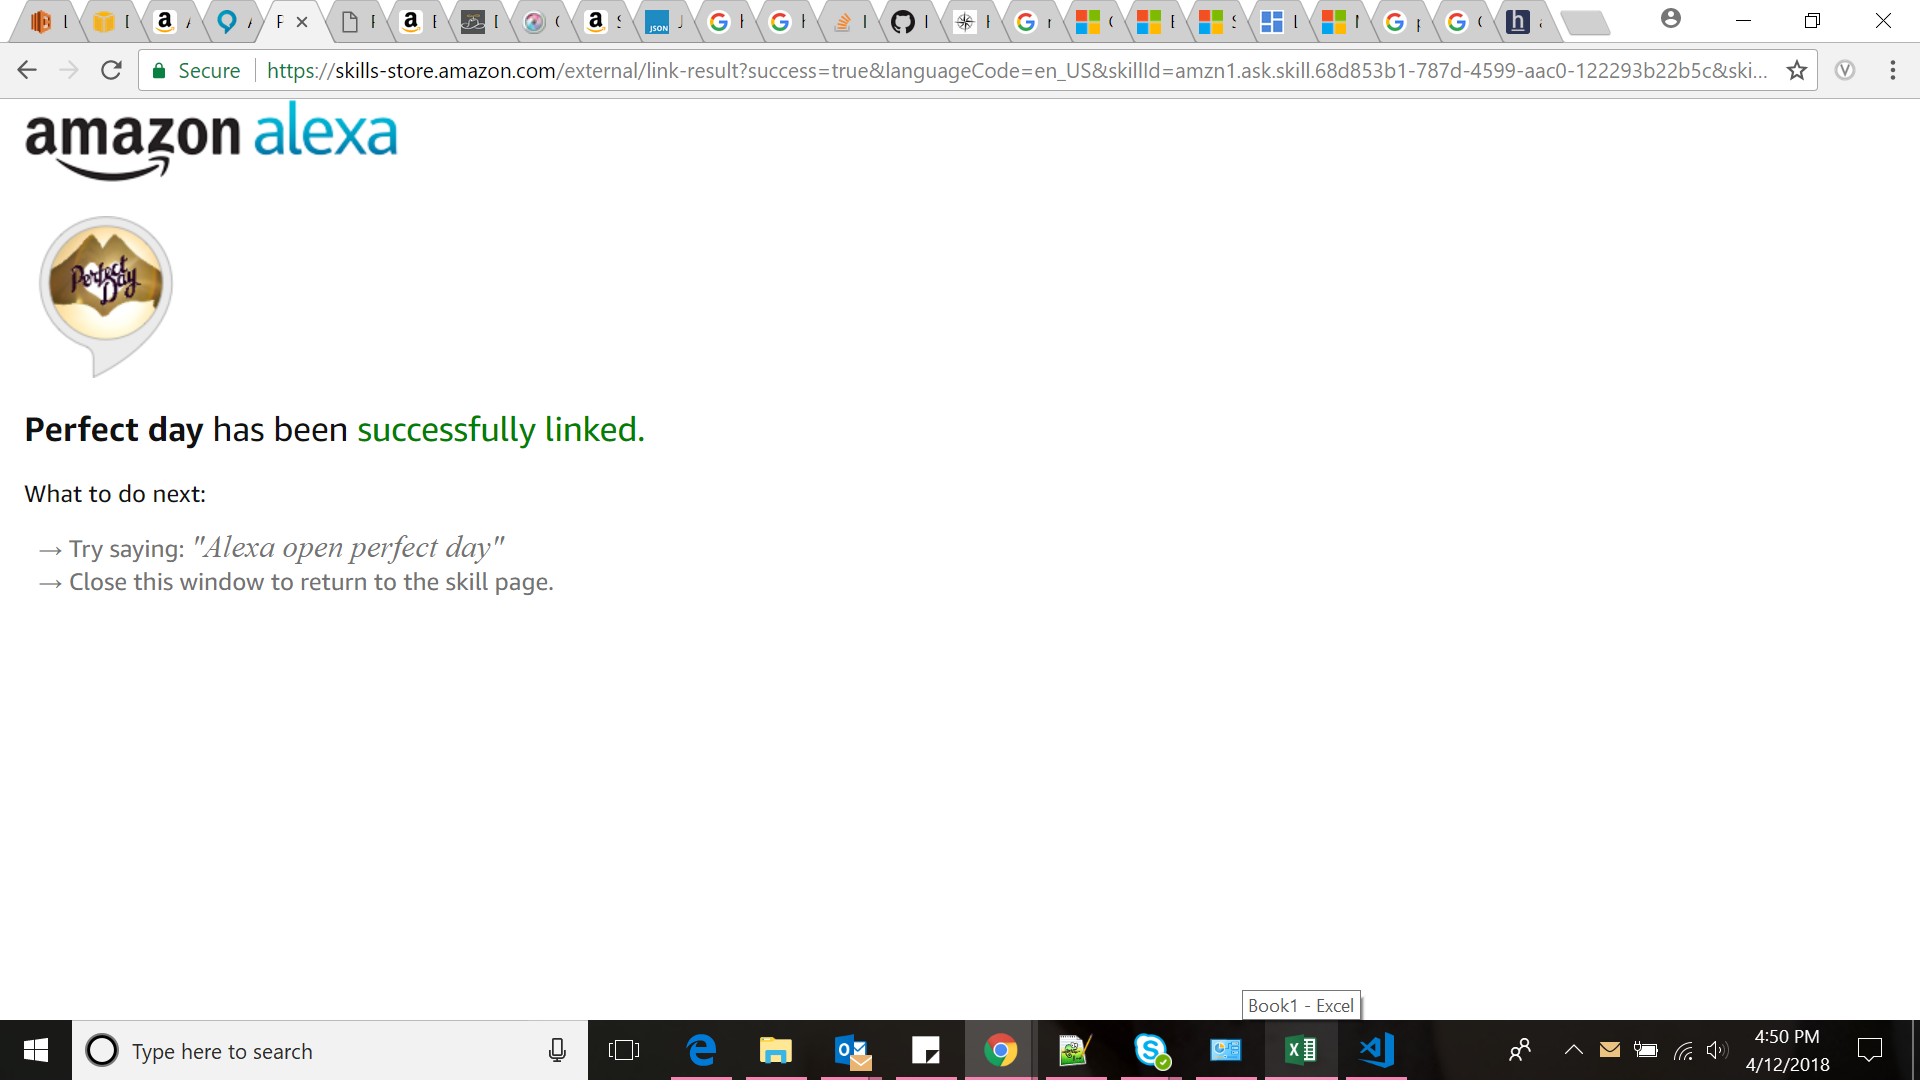 Secure
https://skills-store.amazon.com/external/link-result?success=true&languageCode=en_US&skillId=amzn1.ask.skill.68d853b1-787d-4599-aac0-122293b22b5c&ski...
amazon alexa
Perfect
Day
Perfect day has been successfully linked.
What to do next:
→ Try saying: "Alexa open perfect day"
→ Close this window to return to the skill page.
Book1 - Excel
Type here to search
4:50 PM
4/12/2018